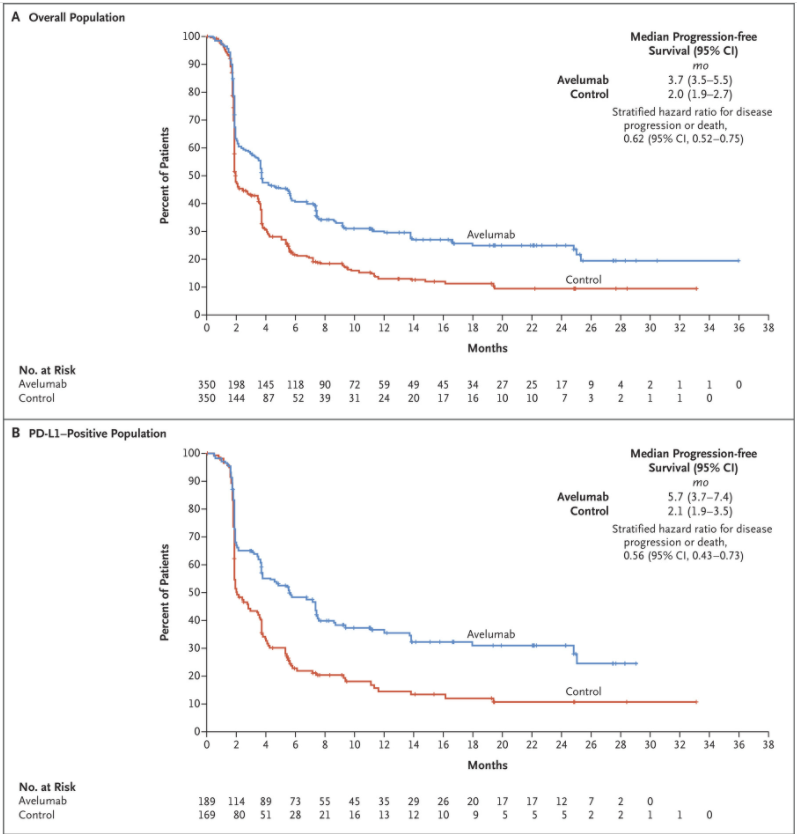 A Overall Population
Median Progression-free
Survival (95% CI)
mo
Avelumab 3.7 (3.5–5.5)
Control 2.0 (1.9–2.7)
Stratified hazard ratio for disease
progression or death,
0.62 (95% CI, 0.52–0.75)
Percent of Patients
100
90
80
70
60
50
40
30
20
10
0
Avelumab
Control
0 2 4 6 8 10 12 14 16 18 20 22 24 26 28 30 32 34 36 38
Months
No. at Risk
Avelumab 350 198 145 118 90 72 59 49 45 34 27 25 17 9 4 2 1 1 0
Control 350 144 87 52 39 31 24 20 17 16 10 10 7 3 2 1 1 0
B PD-L1–Positive Population
Median Progression-free
Survival (95% CI)
mo
Avelumab 5.7 (3.7–7.4)
Control 2.1 (1.9–3.5)
Stratified hazard ratio for disease
progression or death,
0.56 (95% CI, 0.43–0.73)
Percent of Patients
100
90
80
70
60
50
40
30
20
10
0
Avelumab
Control
0 2 4 6 8 10 12 14 16 18 20 22 24 26 28 30 32 34 36 38
Months
No. at Risk
Avelumab 189 114 89 73 55 45 35 29 26 20 17 17 12 7 2 0
Control 169 80 51 28 21 16 13 12 10 9 5 5 5 2 2 1 1 0